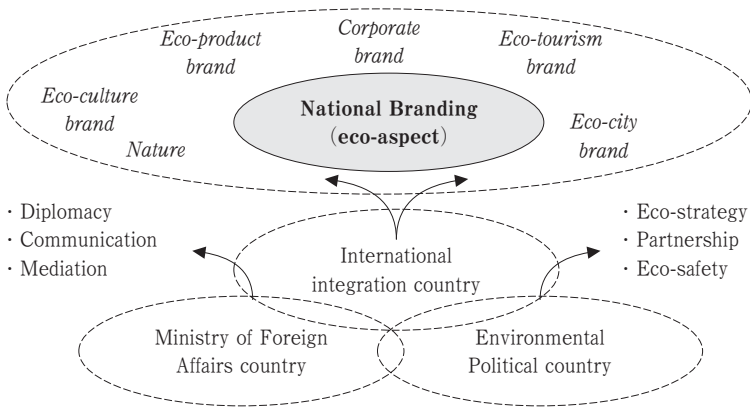 Eco-product
brand
Corporate
brand
Eco-tourism
brand
Eco-culture
brand
Nature
National Branding
(eco-aspect)
Eco-city
brand
· Diplomacy
· Communication
· Mediation
International
integration country
· Eco-strategy
· Partnership
· Eco-safety
Ministry of Foreign
Affairs country
Environmental
Political country